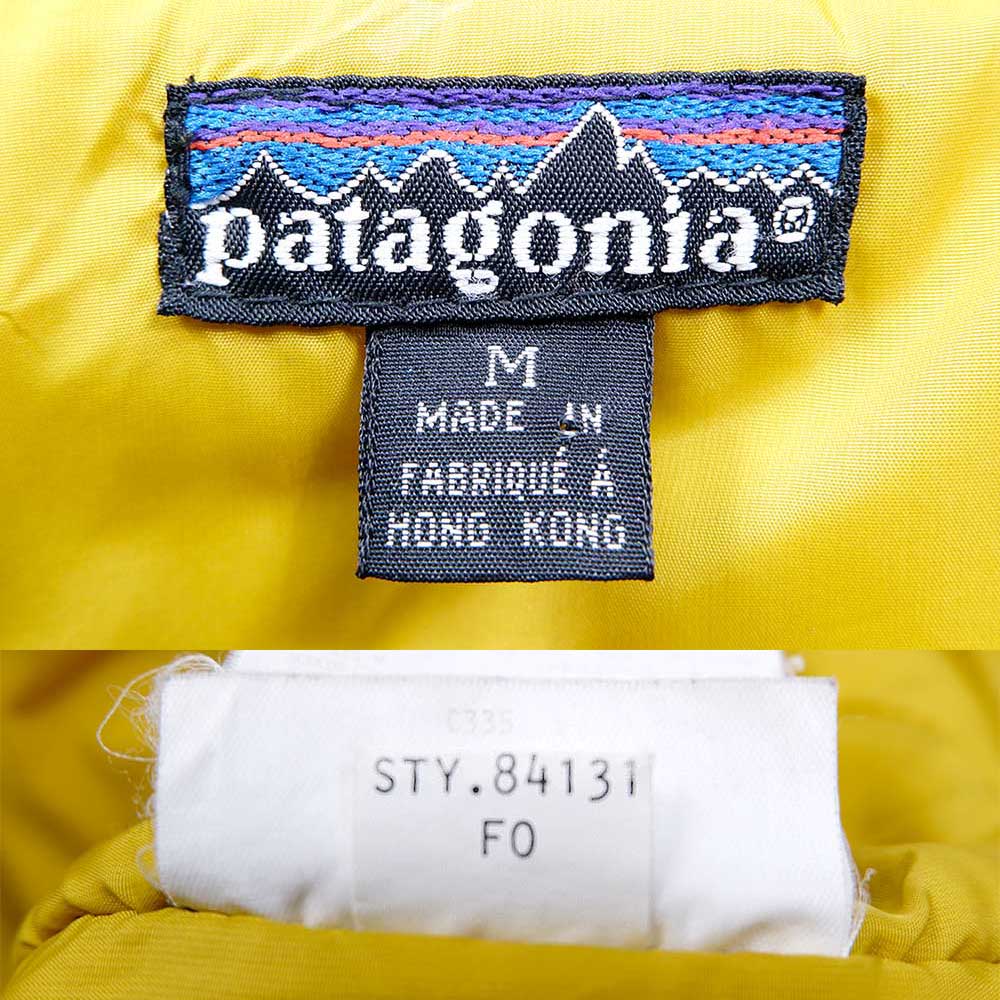 patagonia®
M
MADE IN
FABRIQUÉ À
HONG KONG
C335
STY.84131
FO